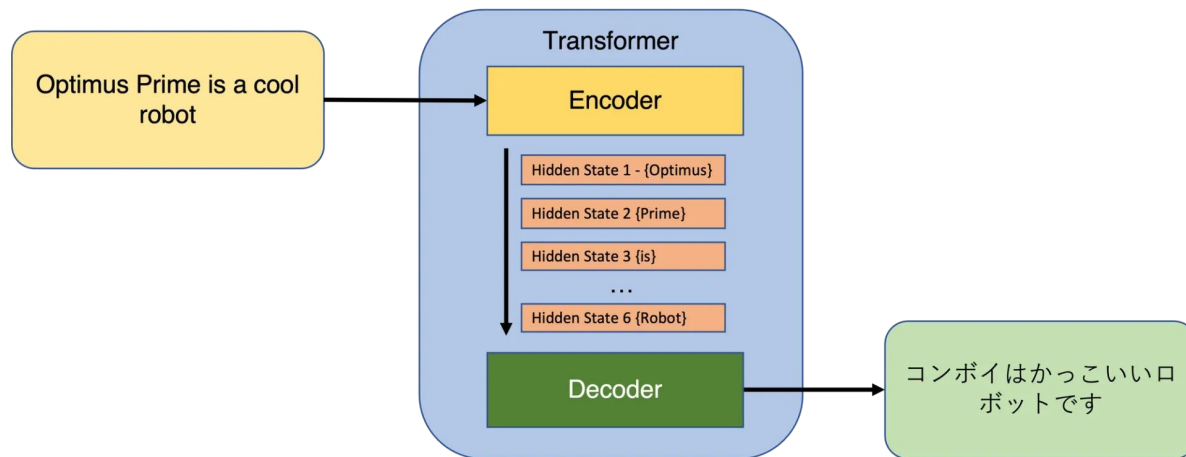 Transformer
Optimus Prime is a cool
robot
Encoder
Hidden State 1 - {Optimus}
Hidden State 2 {Prime}
Hidden State 3 {is}
...
Hidden State 6 {Robot}
Decoder
コンボイはかっこいいロ
ボットです